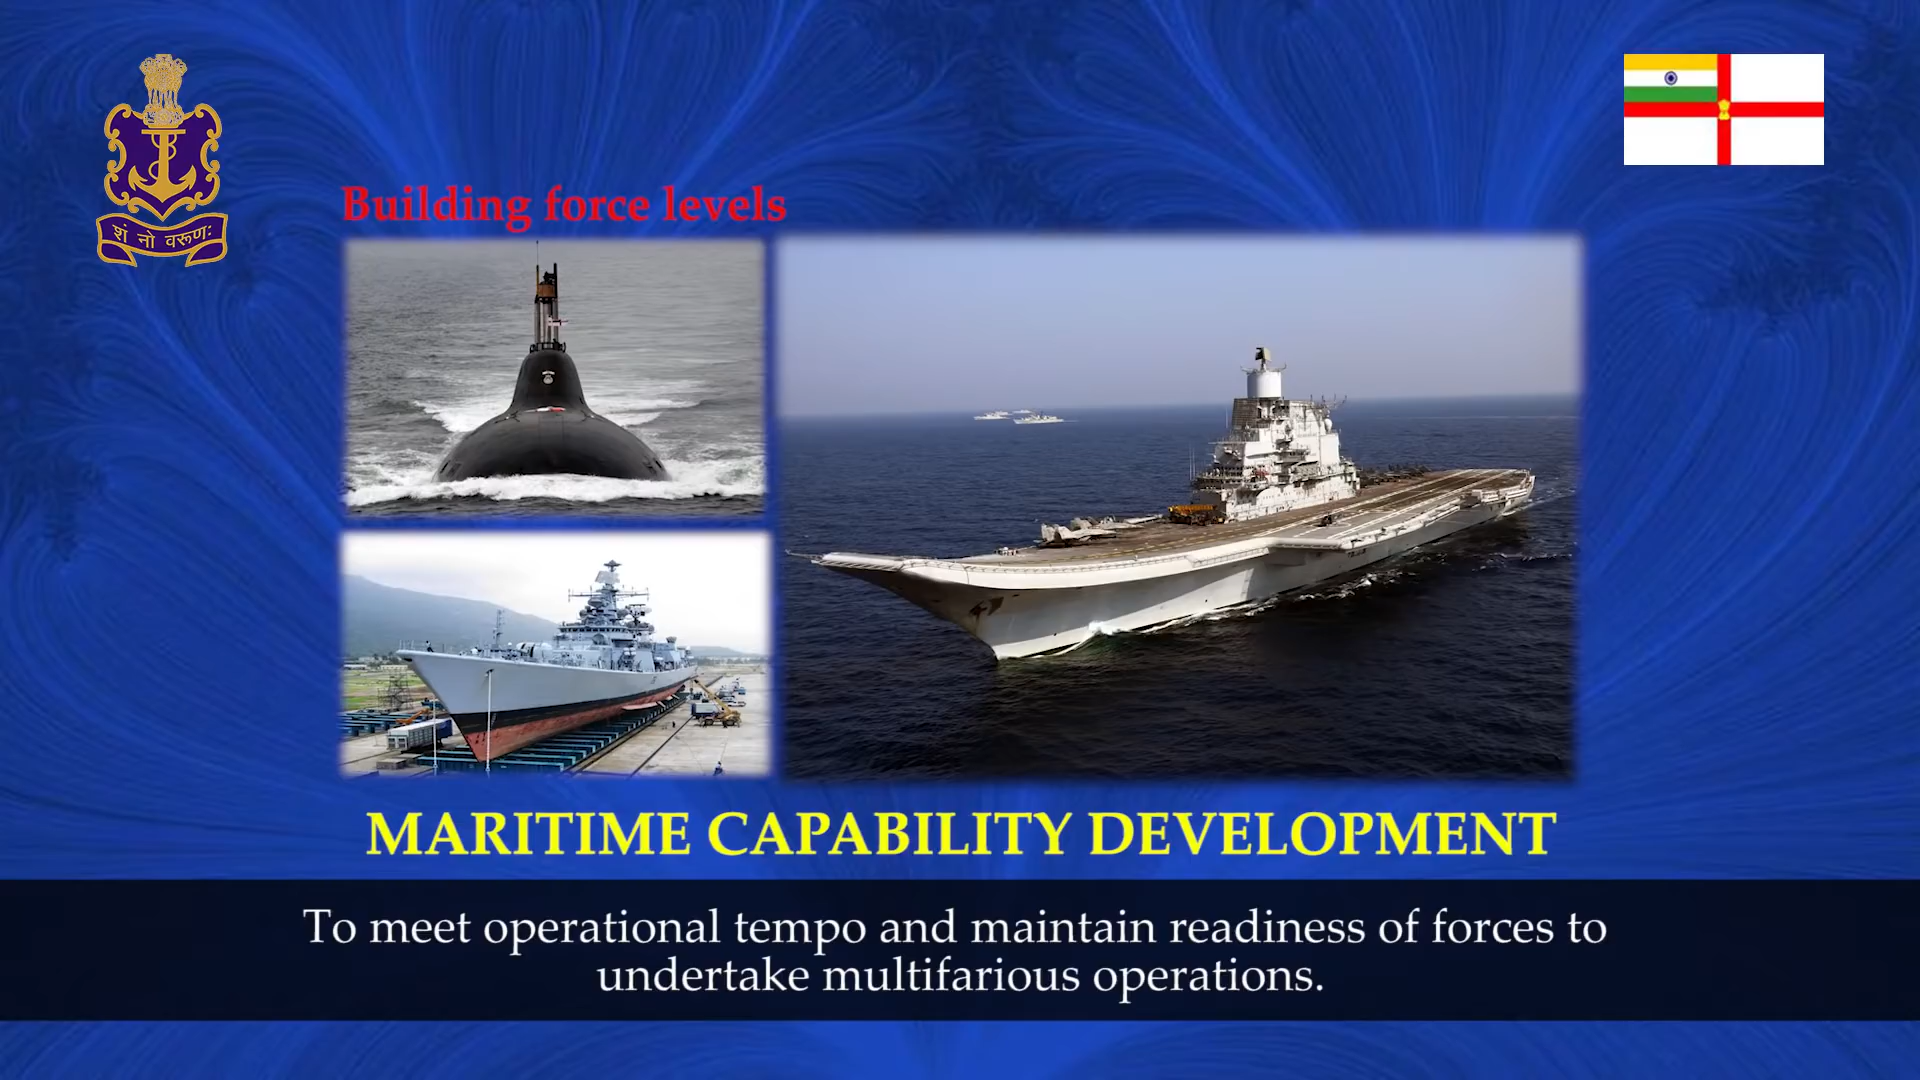 शं नो वरूणः
Building force levels
MARITIME CAPABILITY DEVELOPMENT
To meet operational tempo and maintain readiness of forces to
undertake multifarious operations.